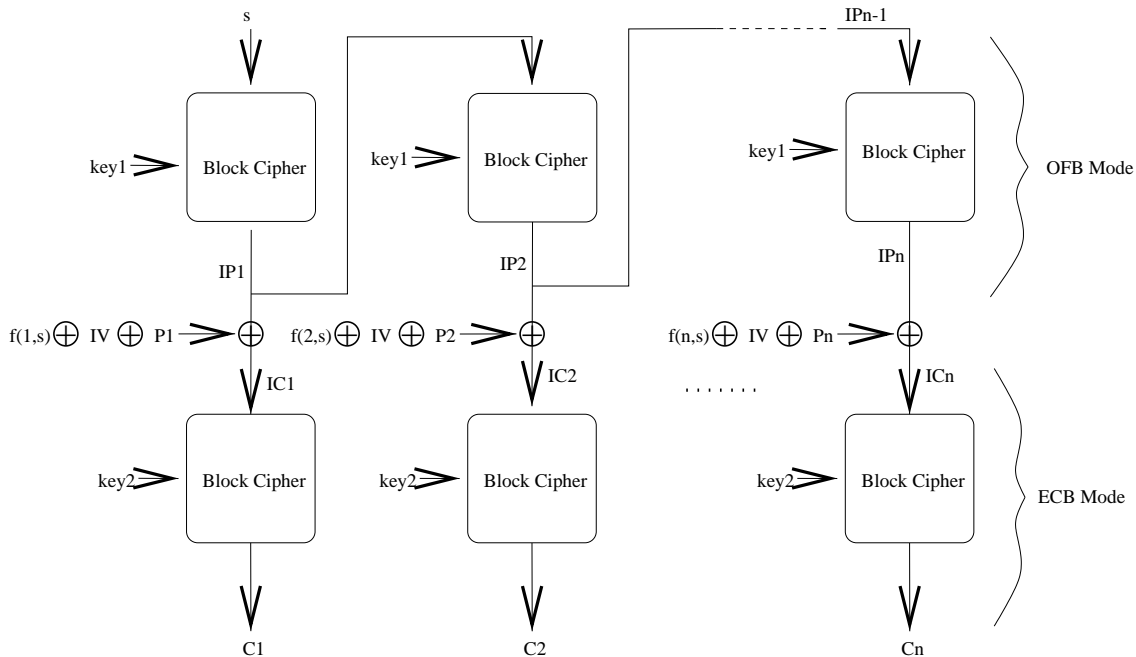 s
IPn-1
key1
Block Cipher
key1
Block Cipher
key1
Block Cipher
OFB Mode
IP1
IP2
IPn
f(1,s) ⊕ IV ⊕ P1
f(2,s) ⊕ IV ⊕ P2
f(n,s) ⊕ IV ⊕ Pn
IC1
IC2
ICn
.......
key2
Block Cipher
key2
Block Cipher
key2
Block Cipher
ECB Mode
C1
C2
Cn